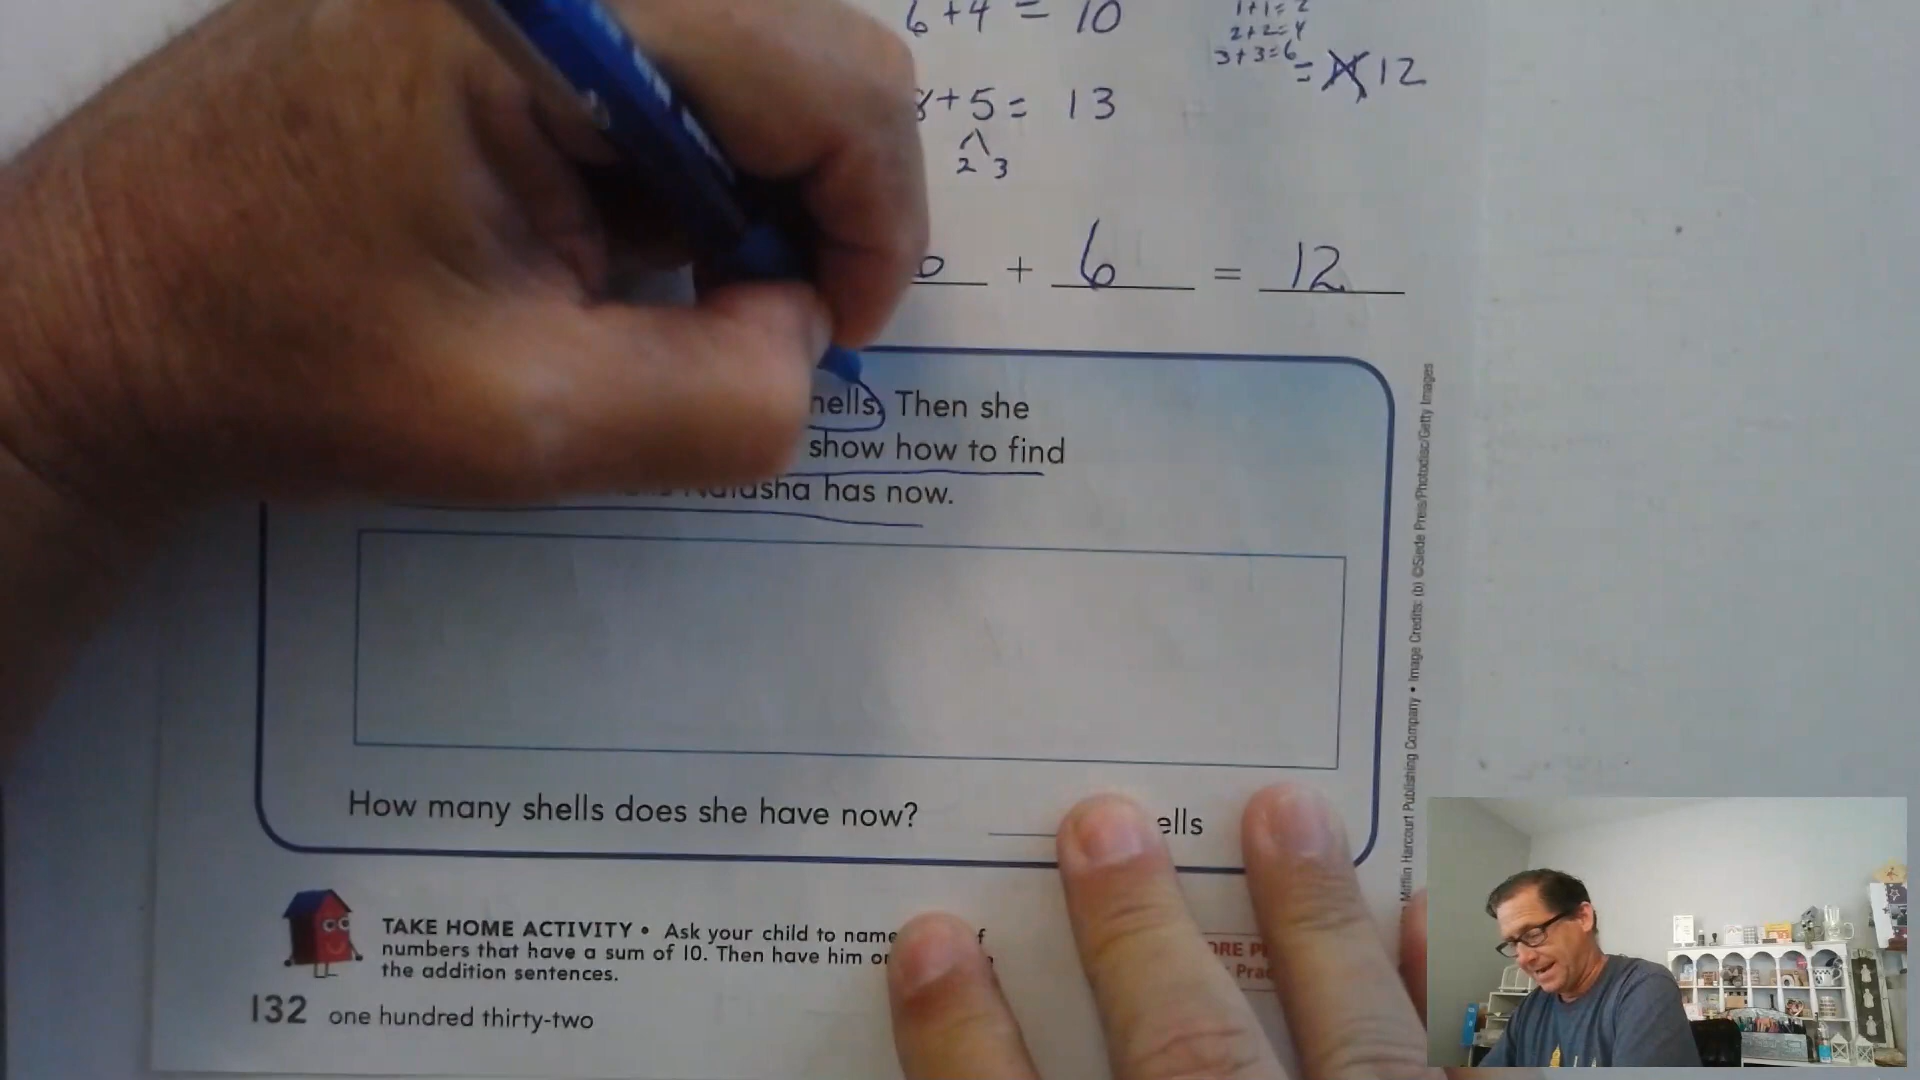 6 + 4 = 10
1+1=2
2+2=4
3+3=6
= 12
8+5= 13
2 3
6 + 6 = 12
Then she
show how to find
Natasha has now.
How many shells does she have now?
TAKE HOME ACTIVITY • Ask your child to name
numbers that have a sum of 10. Then have him
the addition sentences.
132 one hundred thirty-two
Mifflin Harcourt Publishing Company • Image Credits: (b) ©Siede Preis/Photodisc/Getty Images